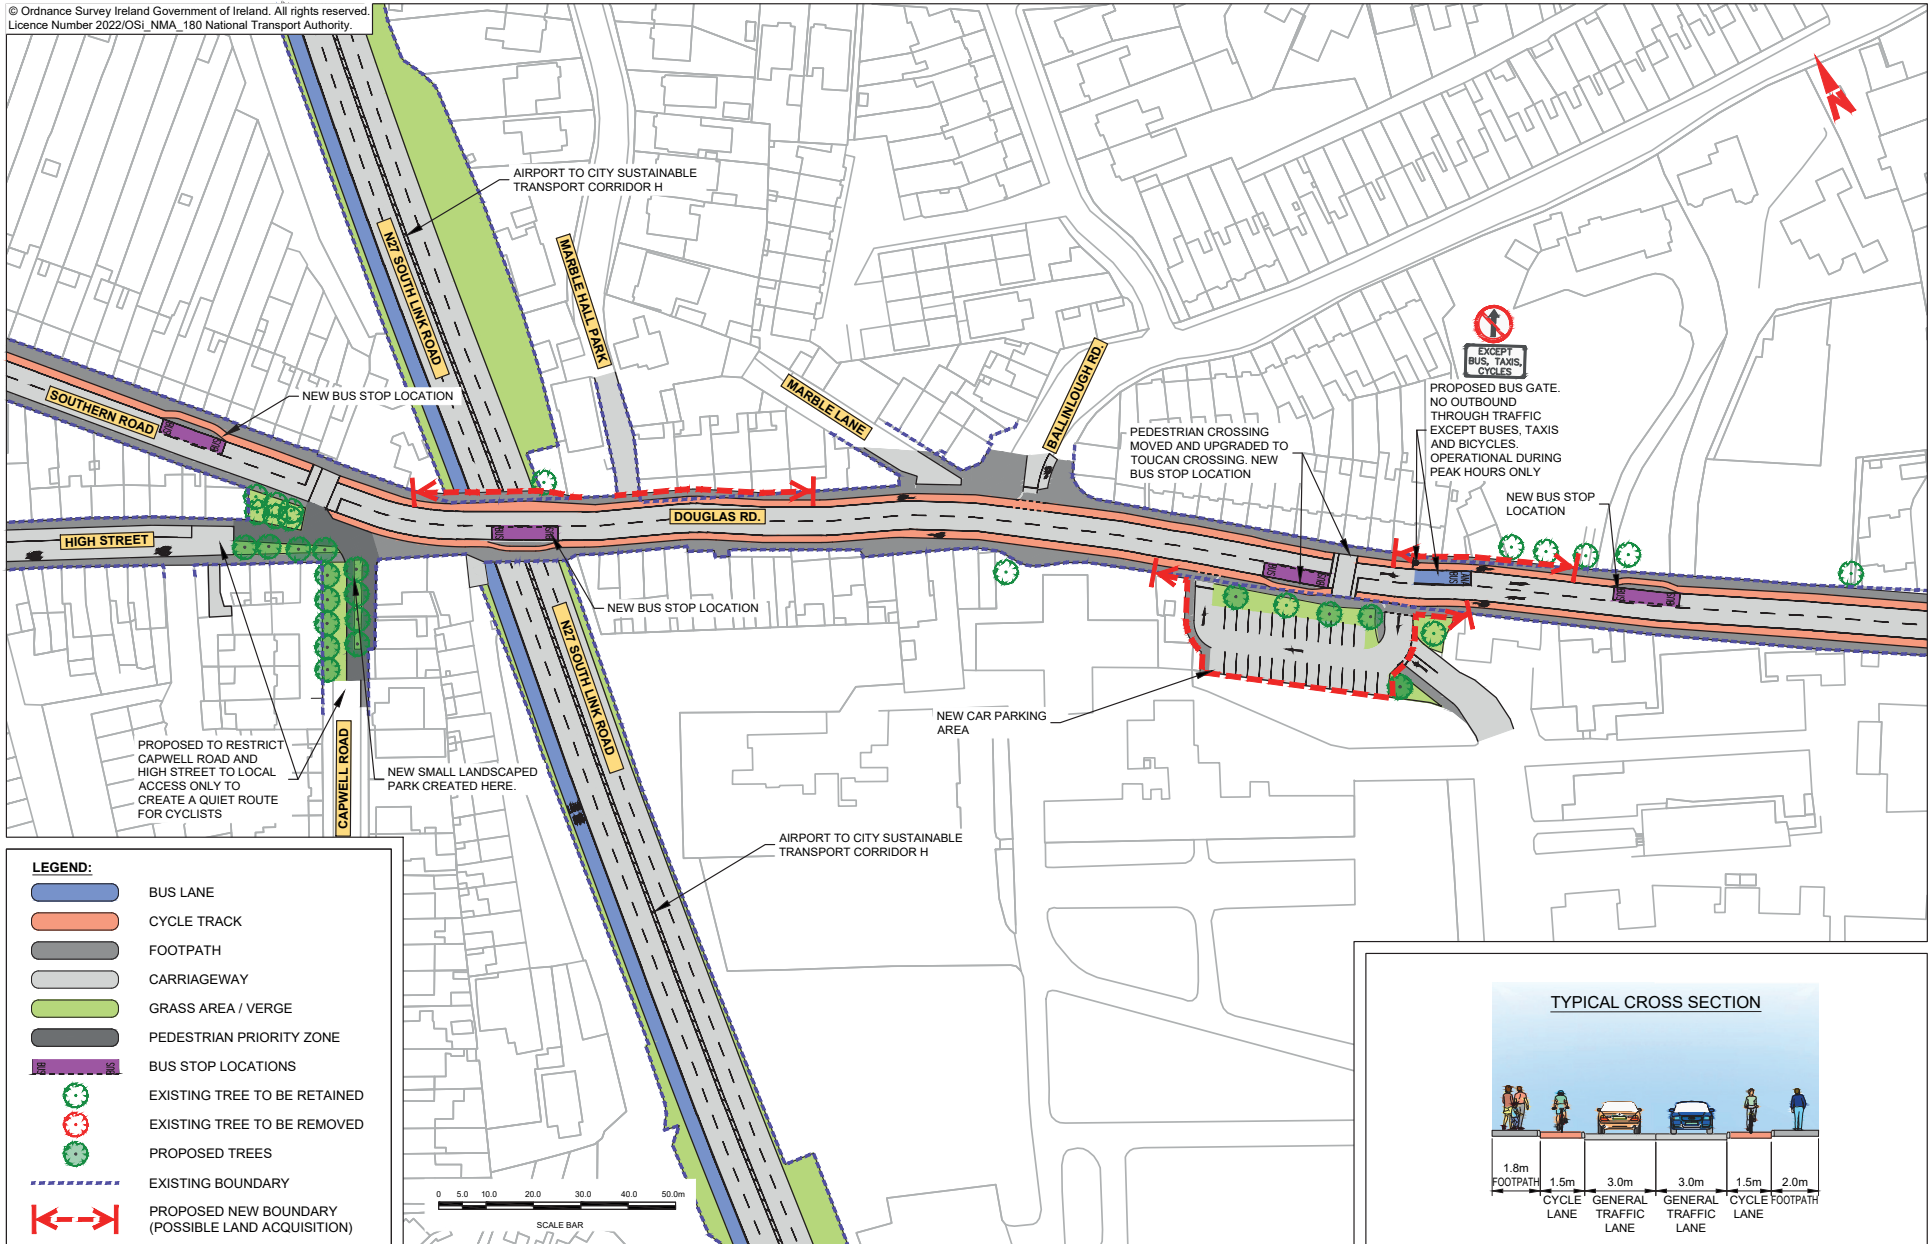 © Ordnance Survey Ireland Government of Ireland. All rights reserved.
Licence Number 2022/OSi_NMA_180 National Transport Authority.
AIRPORT TO CITY SUSTAINABLE
TRANSPORT CORRIDOR H
N27 SOUTH LINK ROAD
MARBLE HALL PARK
MARBLE LANE
BALLINLOUGH RD.
EXCEPT
BUS, TAXIS,
CYCLES
PROPOSED BUS GATE.
NO OUTBOUND
THROUGH TRAFFIC
EXCEPT BUSES, TAXIS
AND BICYCLES.
OPERATIONAL DURING
PEAK HOURS ONLY
SOUTHERN ROAD
NEW BUS STOP LOCATION
PEDESTRIAN CROSSING
MOVED AND UPGRADED TO
TOUCAN CROSSING. NEW
BUS STOP LOCATION
NEW BUS STOP
LOCATION
DOUGLAS RD.
HIGH STREET
NEW BUS STOP LOCATION
N27 SOUTH LINK ROAD
NEW CAR PARKING
AREA
PROPOSED TO RESTRICT
CAPWELL ROAD AND
HIGH STREET TO LOCAL
ACCESS ONLY TO
CREATE A QUIET ROUTE
FOR CYCLISTS
CAPWELL ROAD
NEW SMALL LANDSCAPED
PARK CREATED HERE.
AIRPORT TO CITY SUSTAINABLE
TRANSPORT CORRIDOR H
LEGEND:
BUS LANE
CYCLE TRACK
FOOTPATH
CARRIAGEWAY
GRASS AREA / VERGE
PEDESTRIAN PRIORITY ZONE
BUS STOP LOCATIONS
EXISTING TREE TO BE RETAINED
EXISTING TREE TO BE REMOVED
PROPOSED TREES
EXISTING BOUNDARY
PROPOSED NEW BOUNDARY
(POSSIBLE LAND ACQUISITION)
0 5.0 10.0 20.0 30.0 40.0 50.0m
SCALE BAR
TYPICAL CROSS SECTION
1.8m
FOOTPATH
1.5m
CYCLE
LANE
3.0m
GENERAL
TRAFFIC
LANE
3.0m
GENERAL
TRAFFIC
LANE
1.5m
CYCLE
LANE
2.0m
FOOTPATH